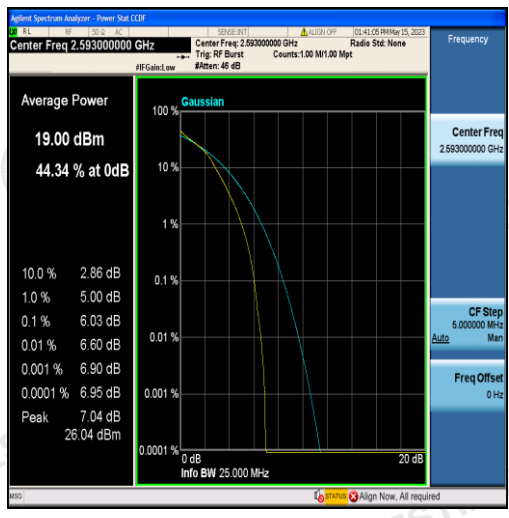 Agilent Spectrum Analyzer - Power Stat CCDF
RL RF 50 Ω AC SENSE:INT ALIGN OFF 01:41:05 PM May 15, 2023
Center Freq 2.593000000 GHz
Center Freq: 2.593000000 GHz Radio Std: None
Trig: RF Burst Counts:1.00 M/1.00 Mpt
#IFGain:Low #Atten: 46 dB
Frequency
Average Power
19.00 dBm
44.34 % at 0dB
10.0 % 2.86 dB
1.0 % 5.00 dB
0.1 % 6.03 dB
0.01 % 6.60 dB
0.001 % 6.90 dB
0.0001 % 6.95 dB
Peak 7.04 dB
26.04 dBm
Gaussian
100 %
10 %
1 %
0.1 %
0.01 %
0.001 %
0.0001 %
0 dB 20 dB
Info BW 25.000 MHz
Center Freq
2.593000000 GHz
CF Step
5.000000 MHz
Auto Man
Freq Offset
0 Hz
MSG STATUS Align Now, All required